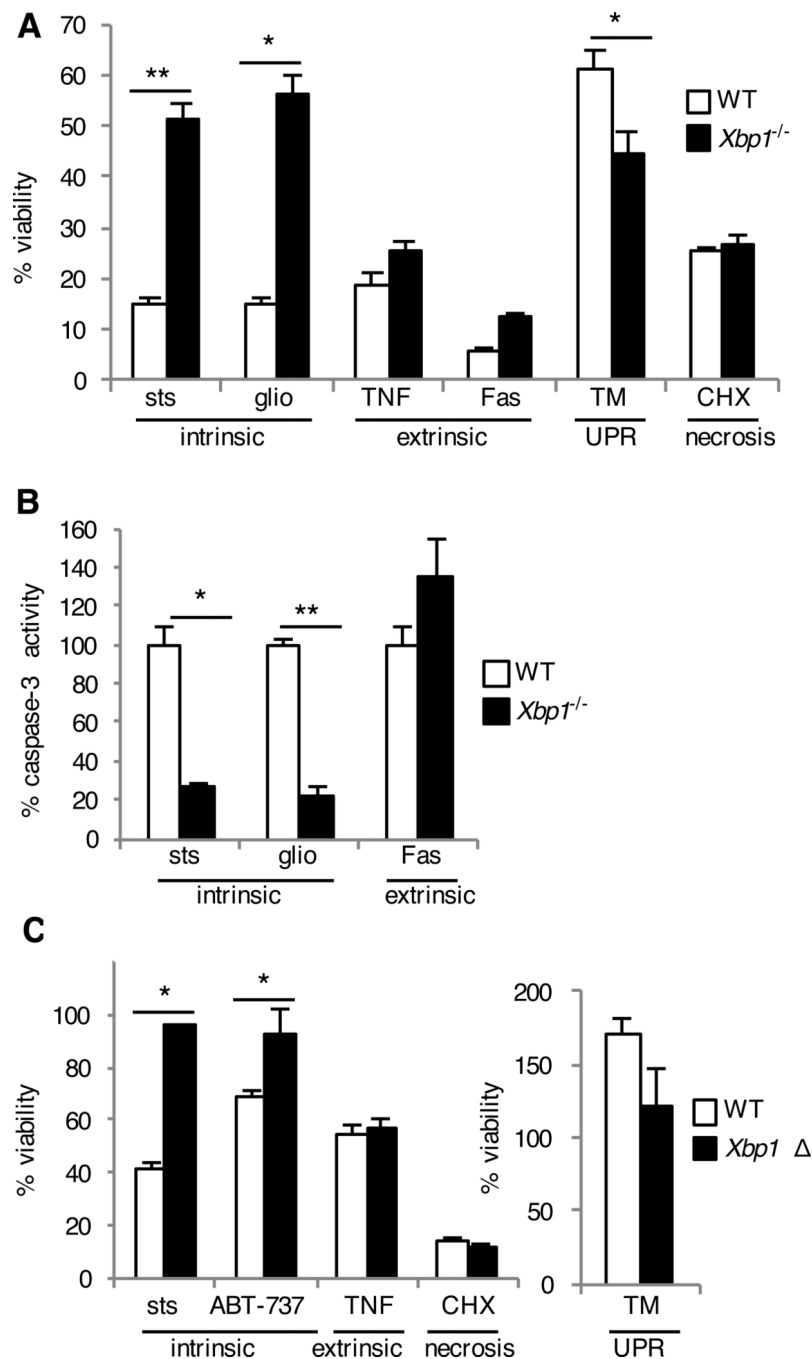 A
70
60
50
40
30
20
10
0
% viability
** * *
WT
Xbp1-/-
sts glio TNF Fas TM CHX
intrinsic extrinsic UPR necrosis
B
160
140
120
100
80
60
40
20
0
% caspase-3 activity
* **
WT
Xbp1-/-
sts glio Fas
intrinsic extrinsic
C
100
80
60
40
20
0
% viability
* *
sts ABT-737 TNF CHX
intrinsic extrinsic necrosis
200
150
100
50
0
% viability
WT
Xbp1 Δ
TM
UPR